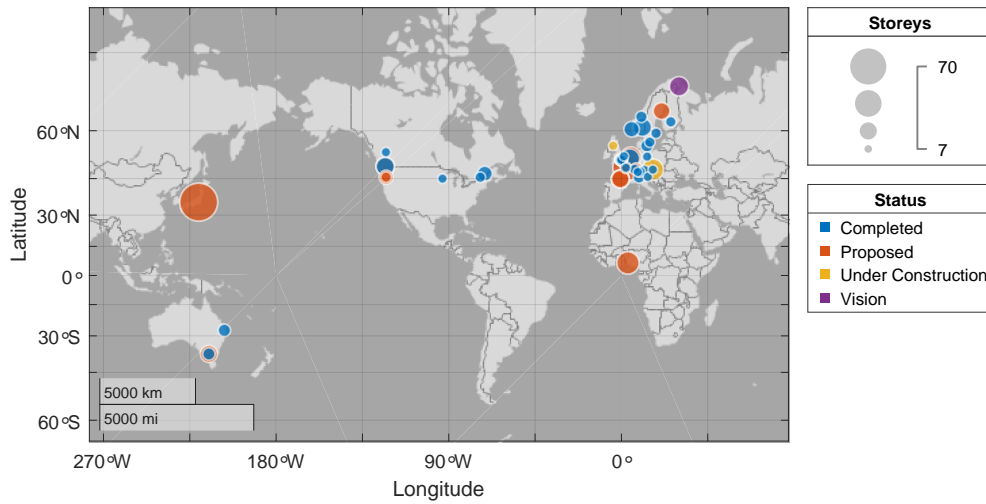 Storeys
70
7
Status
Completed
Proposed
Under Construction
Vision
Latitude
60°N
30°N
0°
30°S
60°S
5000 km
5000 mi
270°W
180°W
90°W
0°
Longitude